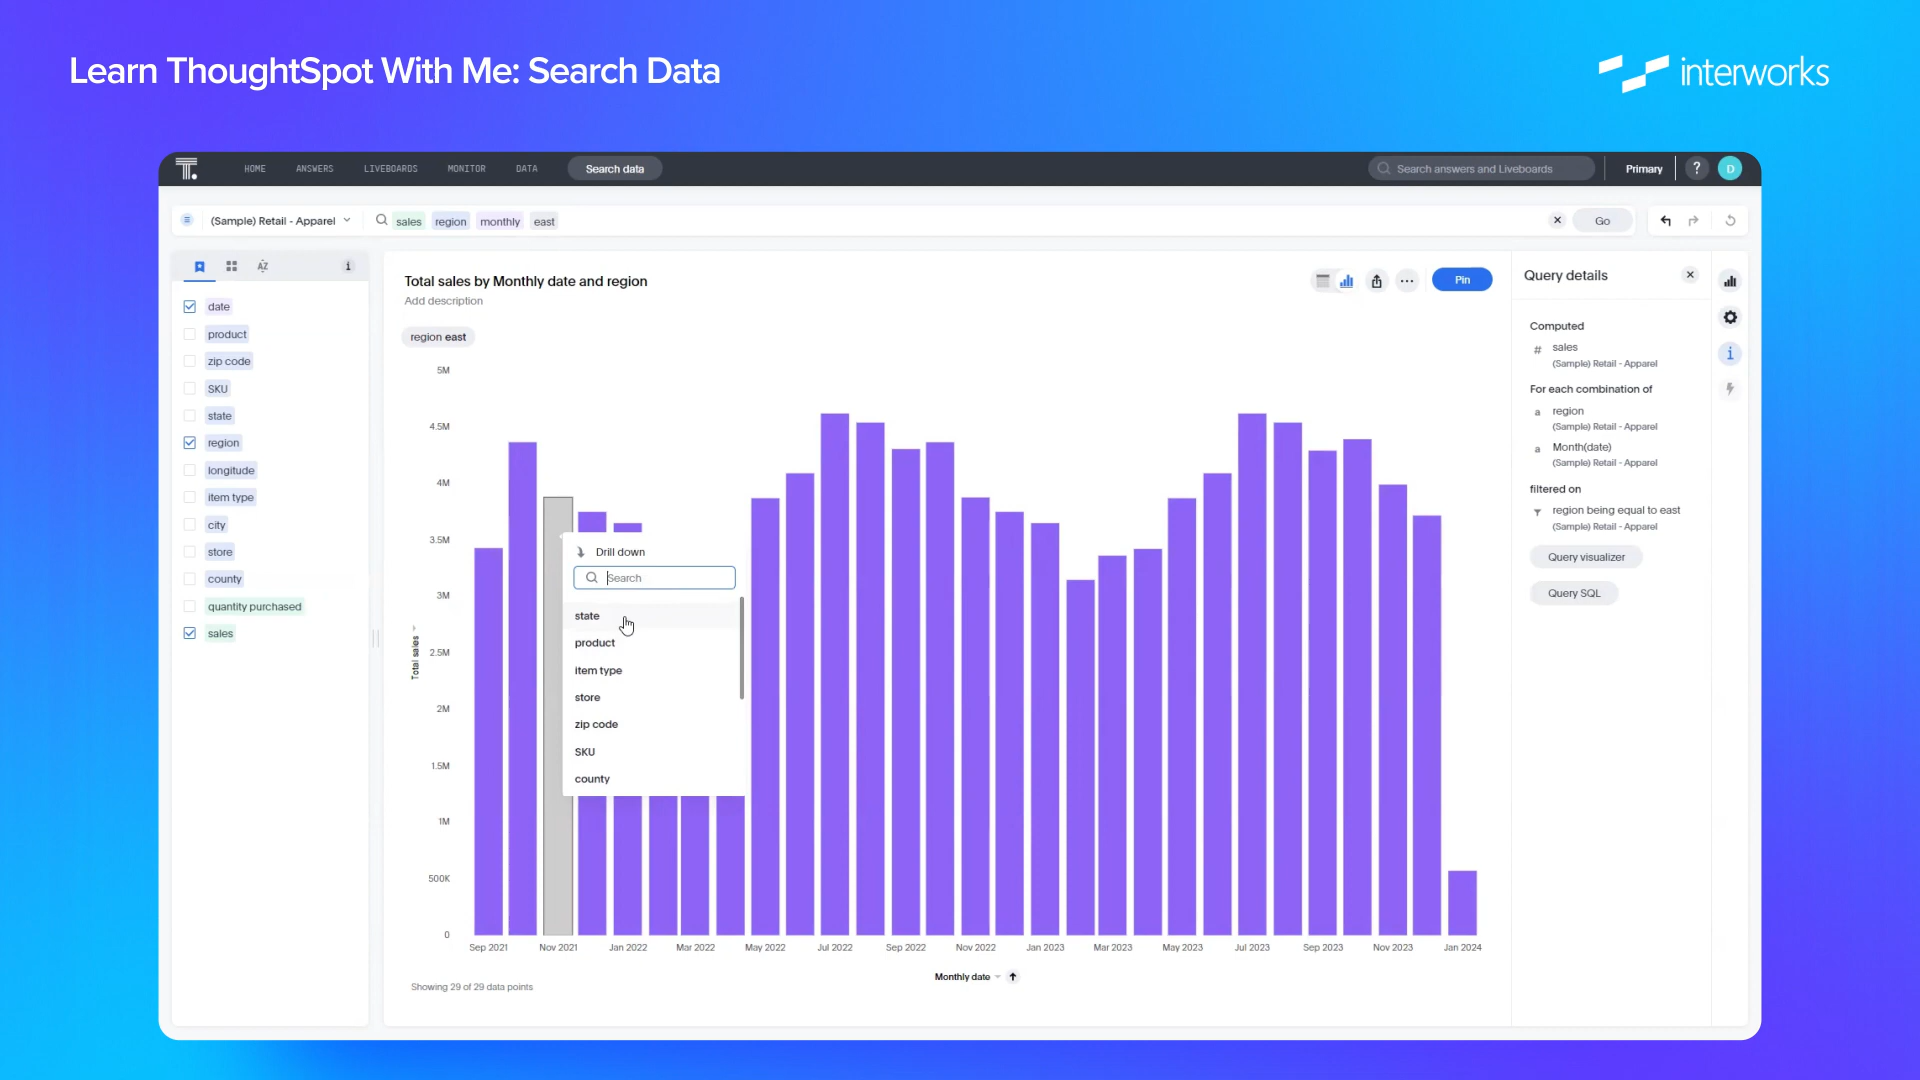 Learn ThoughtSpot With Me: Search Data
interworks
T.
HOME
ANSWERS
LIVEBOARDS
MONITOR
DATA
Search data
Search answers and Liveboards
Primary
?
D
(Sample) Retail - Apparel
sales region monthly east
Go
AZ
i
date
product
zip code
SKU
state
region
longitude
item type
city
store
county
quantity purchased
sales
Total sales by Monthly date and region
Add description
Pin
region east
5M
4.5M
4M
3.5M
3M
2.5M
2M
1.5M
1M
500K
0
Total sales
Drill down
Search
state
product
item type
store
zip code
SKU
county
Sep 2021
Nov 2021
Jan 2022
Mar 2022
May 2022
Jul 2022
Sep 2022
Nov 2022
Jan 2023
Mar 2023
May 2023
Jul 2023
Sep 2023
Nov 2023
Jan 2024
Monthly date
Showing 29 of 29 data points
Query details
Computed
# sales
(Sample) Retail - Apparel
For each combination of
a region
(Sample) Retail - Apparel
a Month(date)
(Sample) Retail - Apparel
filtered on
region being equal to east
(Sample) Retail - Apparel
Query visualizer
Query SQL
i